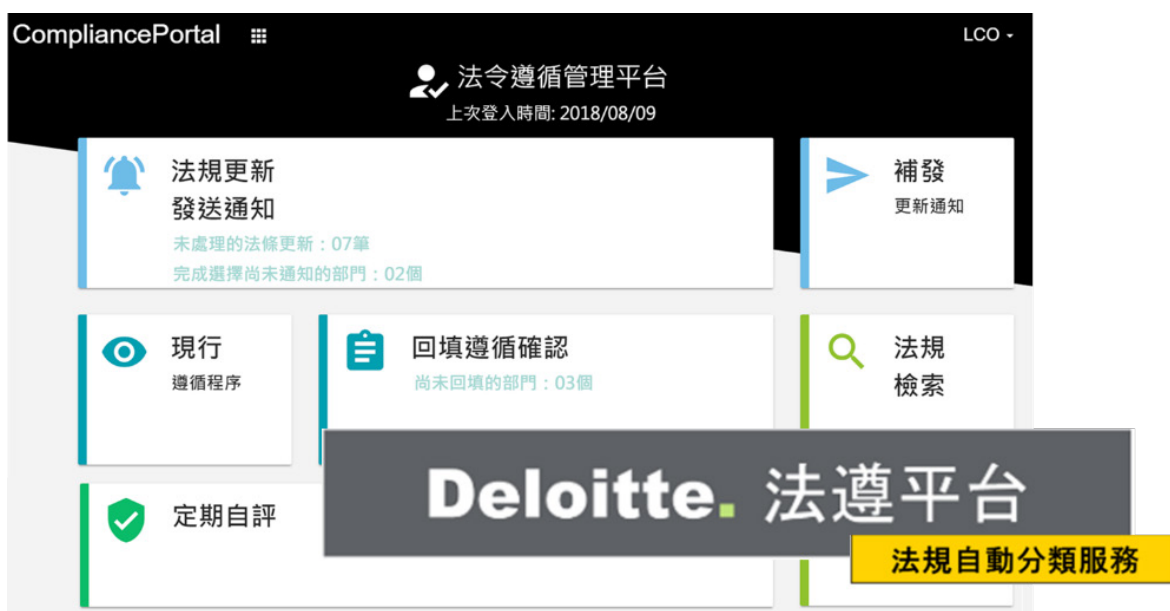 CompliancePortal
LCO
法令遵循管理平台
上次登入時間: 2018/08/09
法規更新
發送通知
未處理的法條更新：07筆
完成選擇尚未通知的部門：02個
補發
更新通知
現行
遵循程序
回填遵循確認
尚未回填的部門：03個
法規
檢索
定期自評
Deloitte. 法遵平台
法規自動分類服務